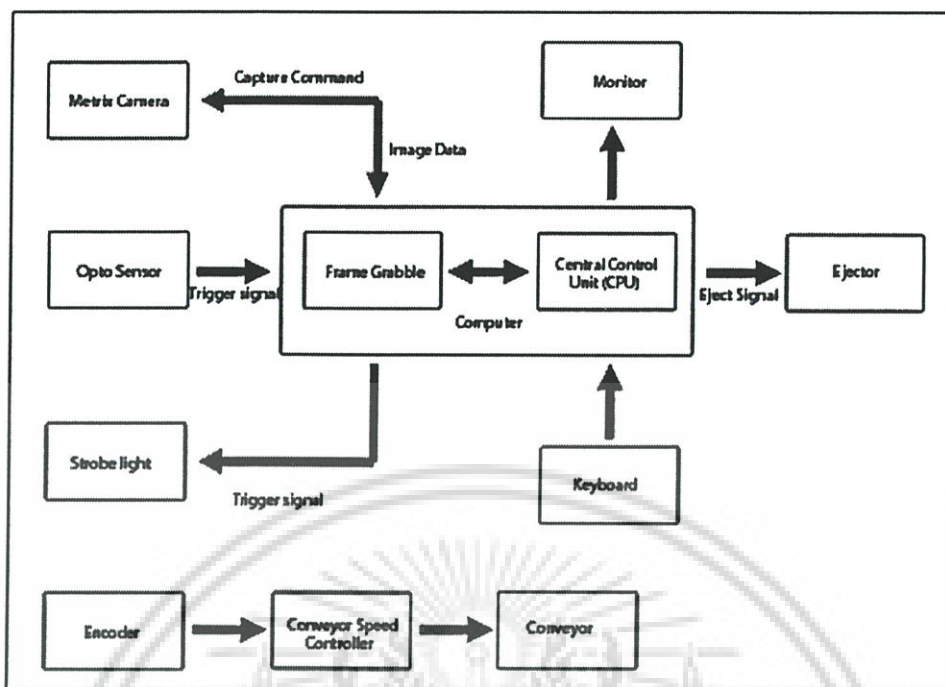 Metrix Camera
Capture Command
Image Data
Monitor
Opto Sensor
Trigger signal
Frame Grabble
Central Control
Unit (CPU)
Computer
Eject Signal
Ejector
Strobe light
Trigger signal
Keyboard
Encoder
Conveyor Speed
Controller
Conveyor